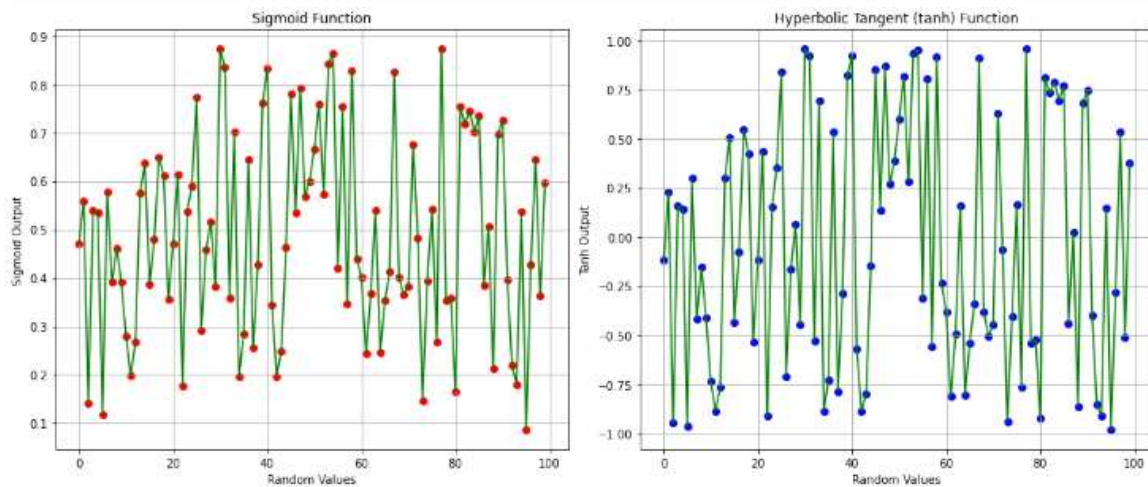 Sigmoid Function
0.9
0.8
0.7
0.6
0.5
0.4
0.3
0.2
0.1
Sigmoid Output
0 20 40 60 80 100
Random Values
Hyperbolic Tangent (tanh) Function
1.00
0.75
0.50
0.25
0.00
−0.25
−0.50
−0.75
−1.00
Tanh Output
0 20 40 60 80 100
Random Values